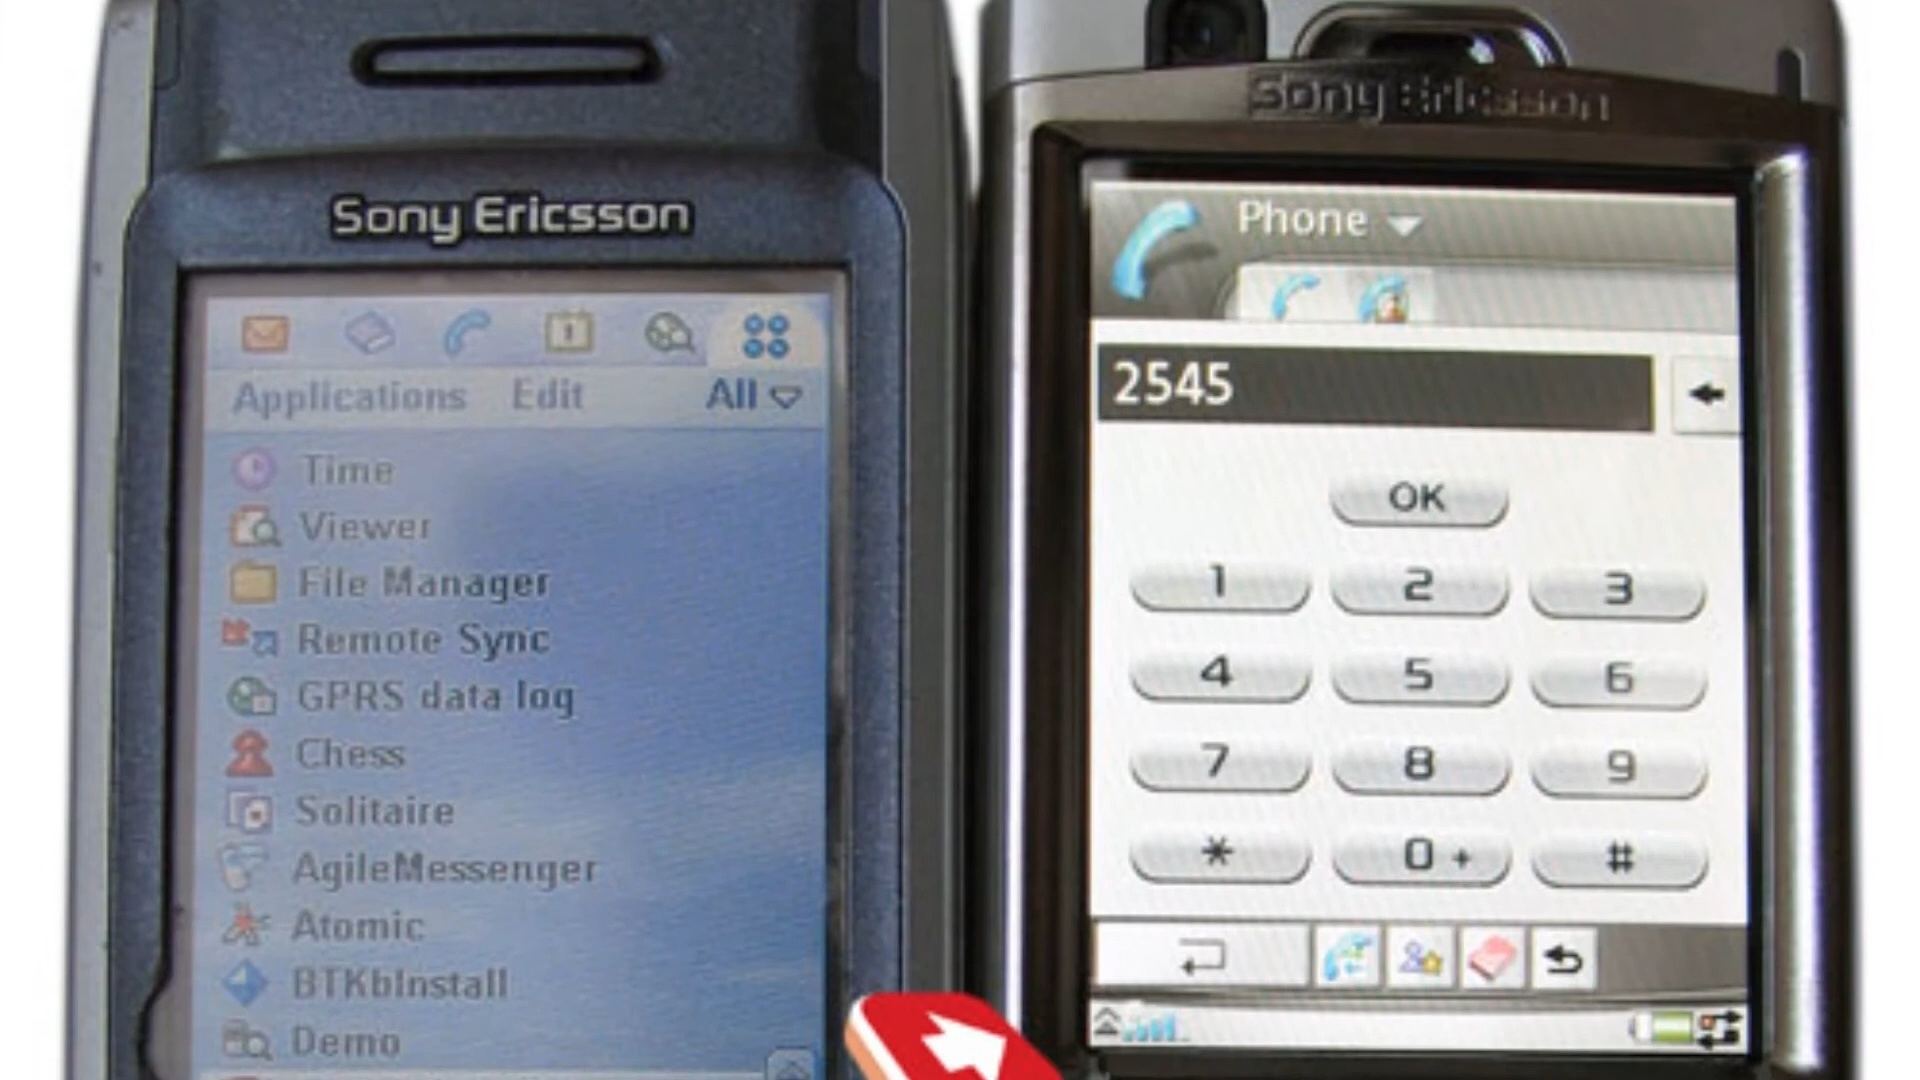 Sony Ericsson
1
Applications Edit All
Time
Viewer
File Manager
Remote Sync
GPRS data log
Chess
Solitaire
AgileMessenger
Atomic
BTKbInstall
Demo
Sony Ericsson
Phone
2545
OK
1 2 3
4 5 6
7 8 9
* 0 + #